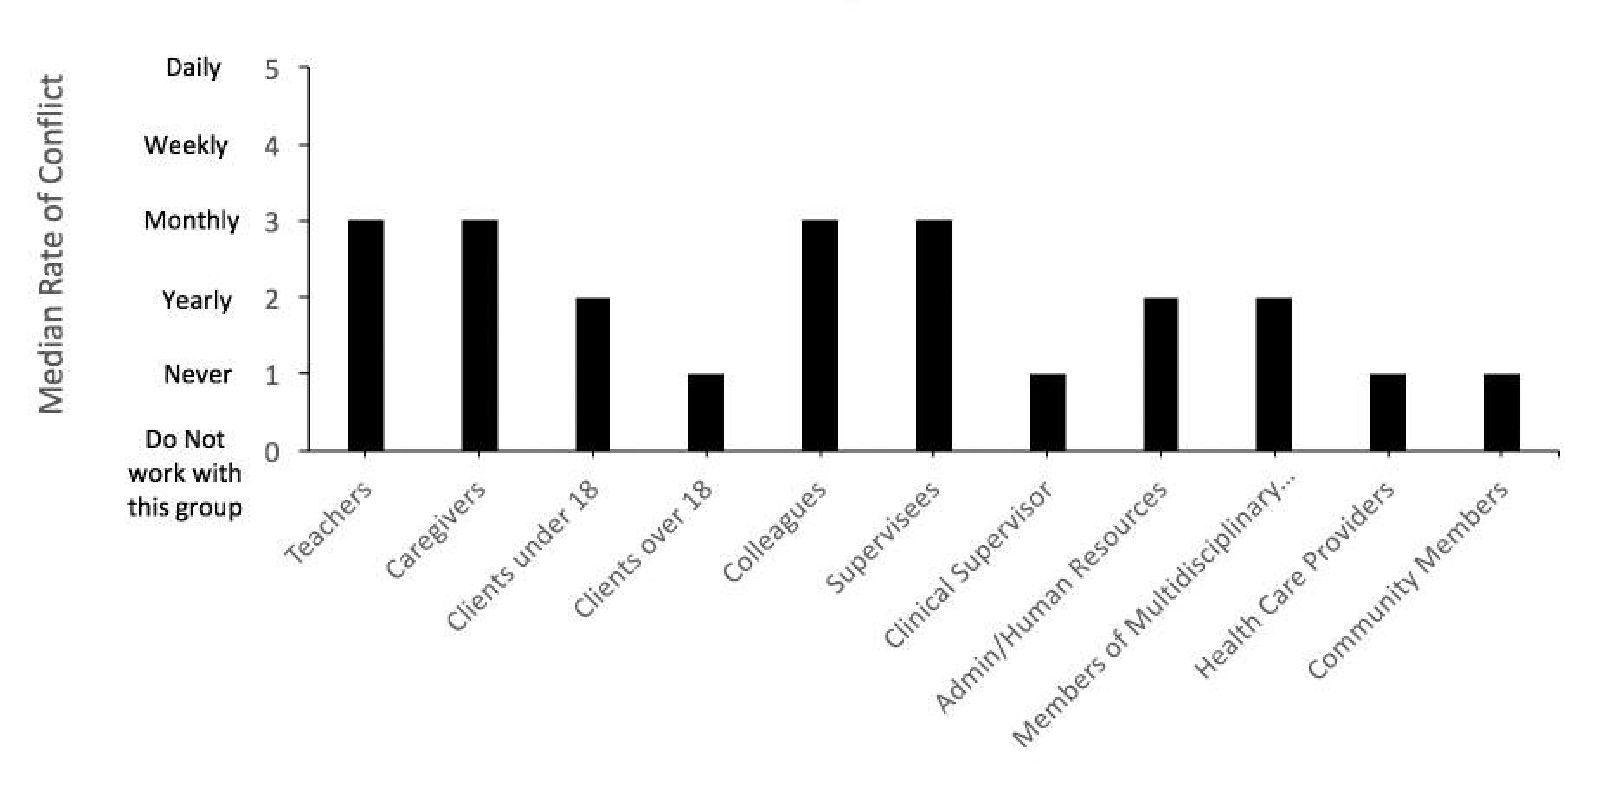 Median Rate of Conflict
Daily 5
Weekly 4
Monthly 3
Yearly 2
Never 1
Do Not
work with
this group
0
Teachers
Caregivers
Clients under 18
Clients over 18
Colleagues
Supervisees
Clinical Supervisor
Admin/Human Resources
Members of Multidisciplinary...
Health Care Providers
Community Members